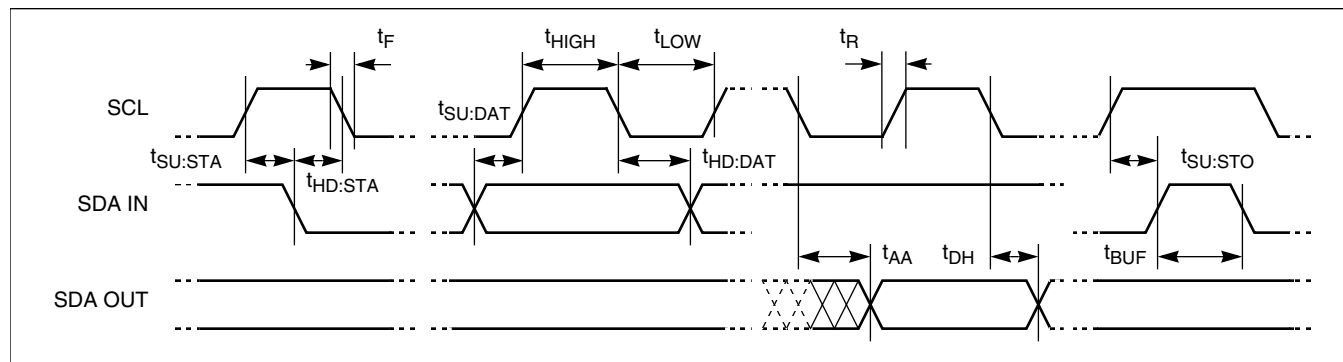 tF
tHIGH
tLOW
tR
SCL
tSU:DAT
tSU:STA
tHD:STA
tHD:DAT
tSU:STO
SDA IN
tAA
tDH
tBUF
SDA OUT